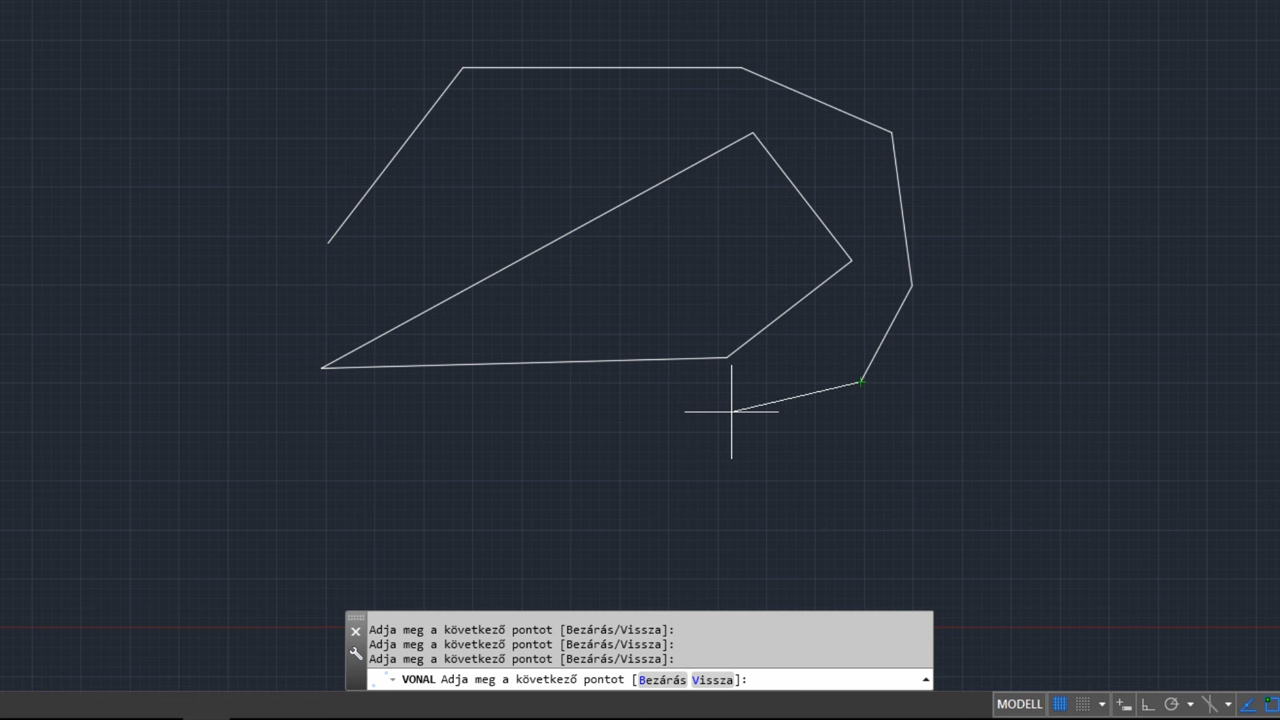 Adja meg a következő pontot [Bezárás/Vissza]:
Adja meg a következő pontot [Bezárás/Vissza]:
Adja meg a következő pontot [Bezárás/Vissza]:
VONAL Adja meg a következő pontot [Bezárás Vissza]:
MODELL